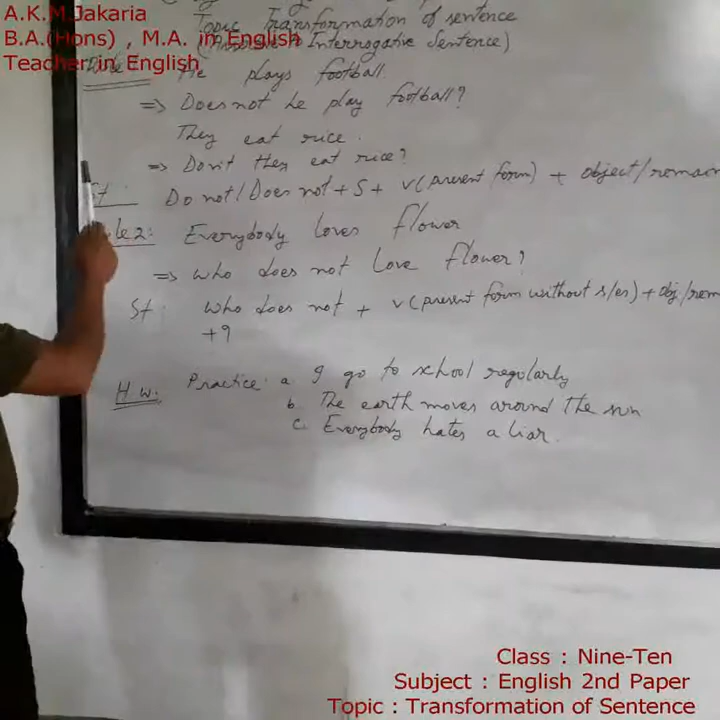 A.K.M Jakaria
B.A.(Hons) , M.A. in English
Teacher in English
Topic Transformation of sentence
to Interrogative Sentence)
He plays football.
=> Does not he play football?
They eat rice.
=> Don't they eat rice?
St: Do not/Does not + S + v(present form) + object/remain
Rule 2: Everybody loves flower
=> who does not love flower?
St: who does not + v(present form without s/es) + obj/rem
+?
H.W: Practice: a I go to school regularly
b. The earth moves around the sun
c. Everybody hates a liar.
Class : Nine-Ten
Subject : English 2nd Paper
Topic : Transformation of Sentence